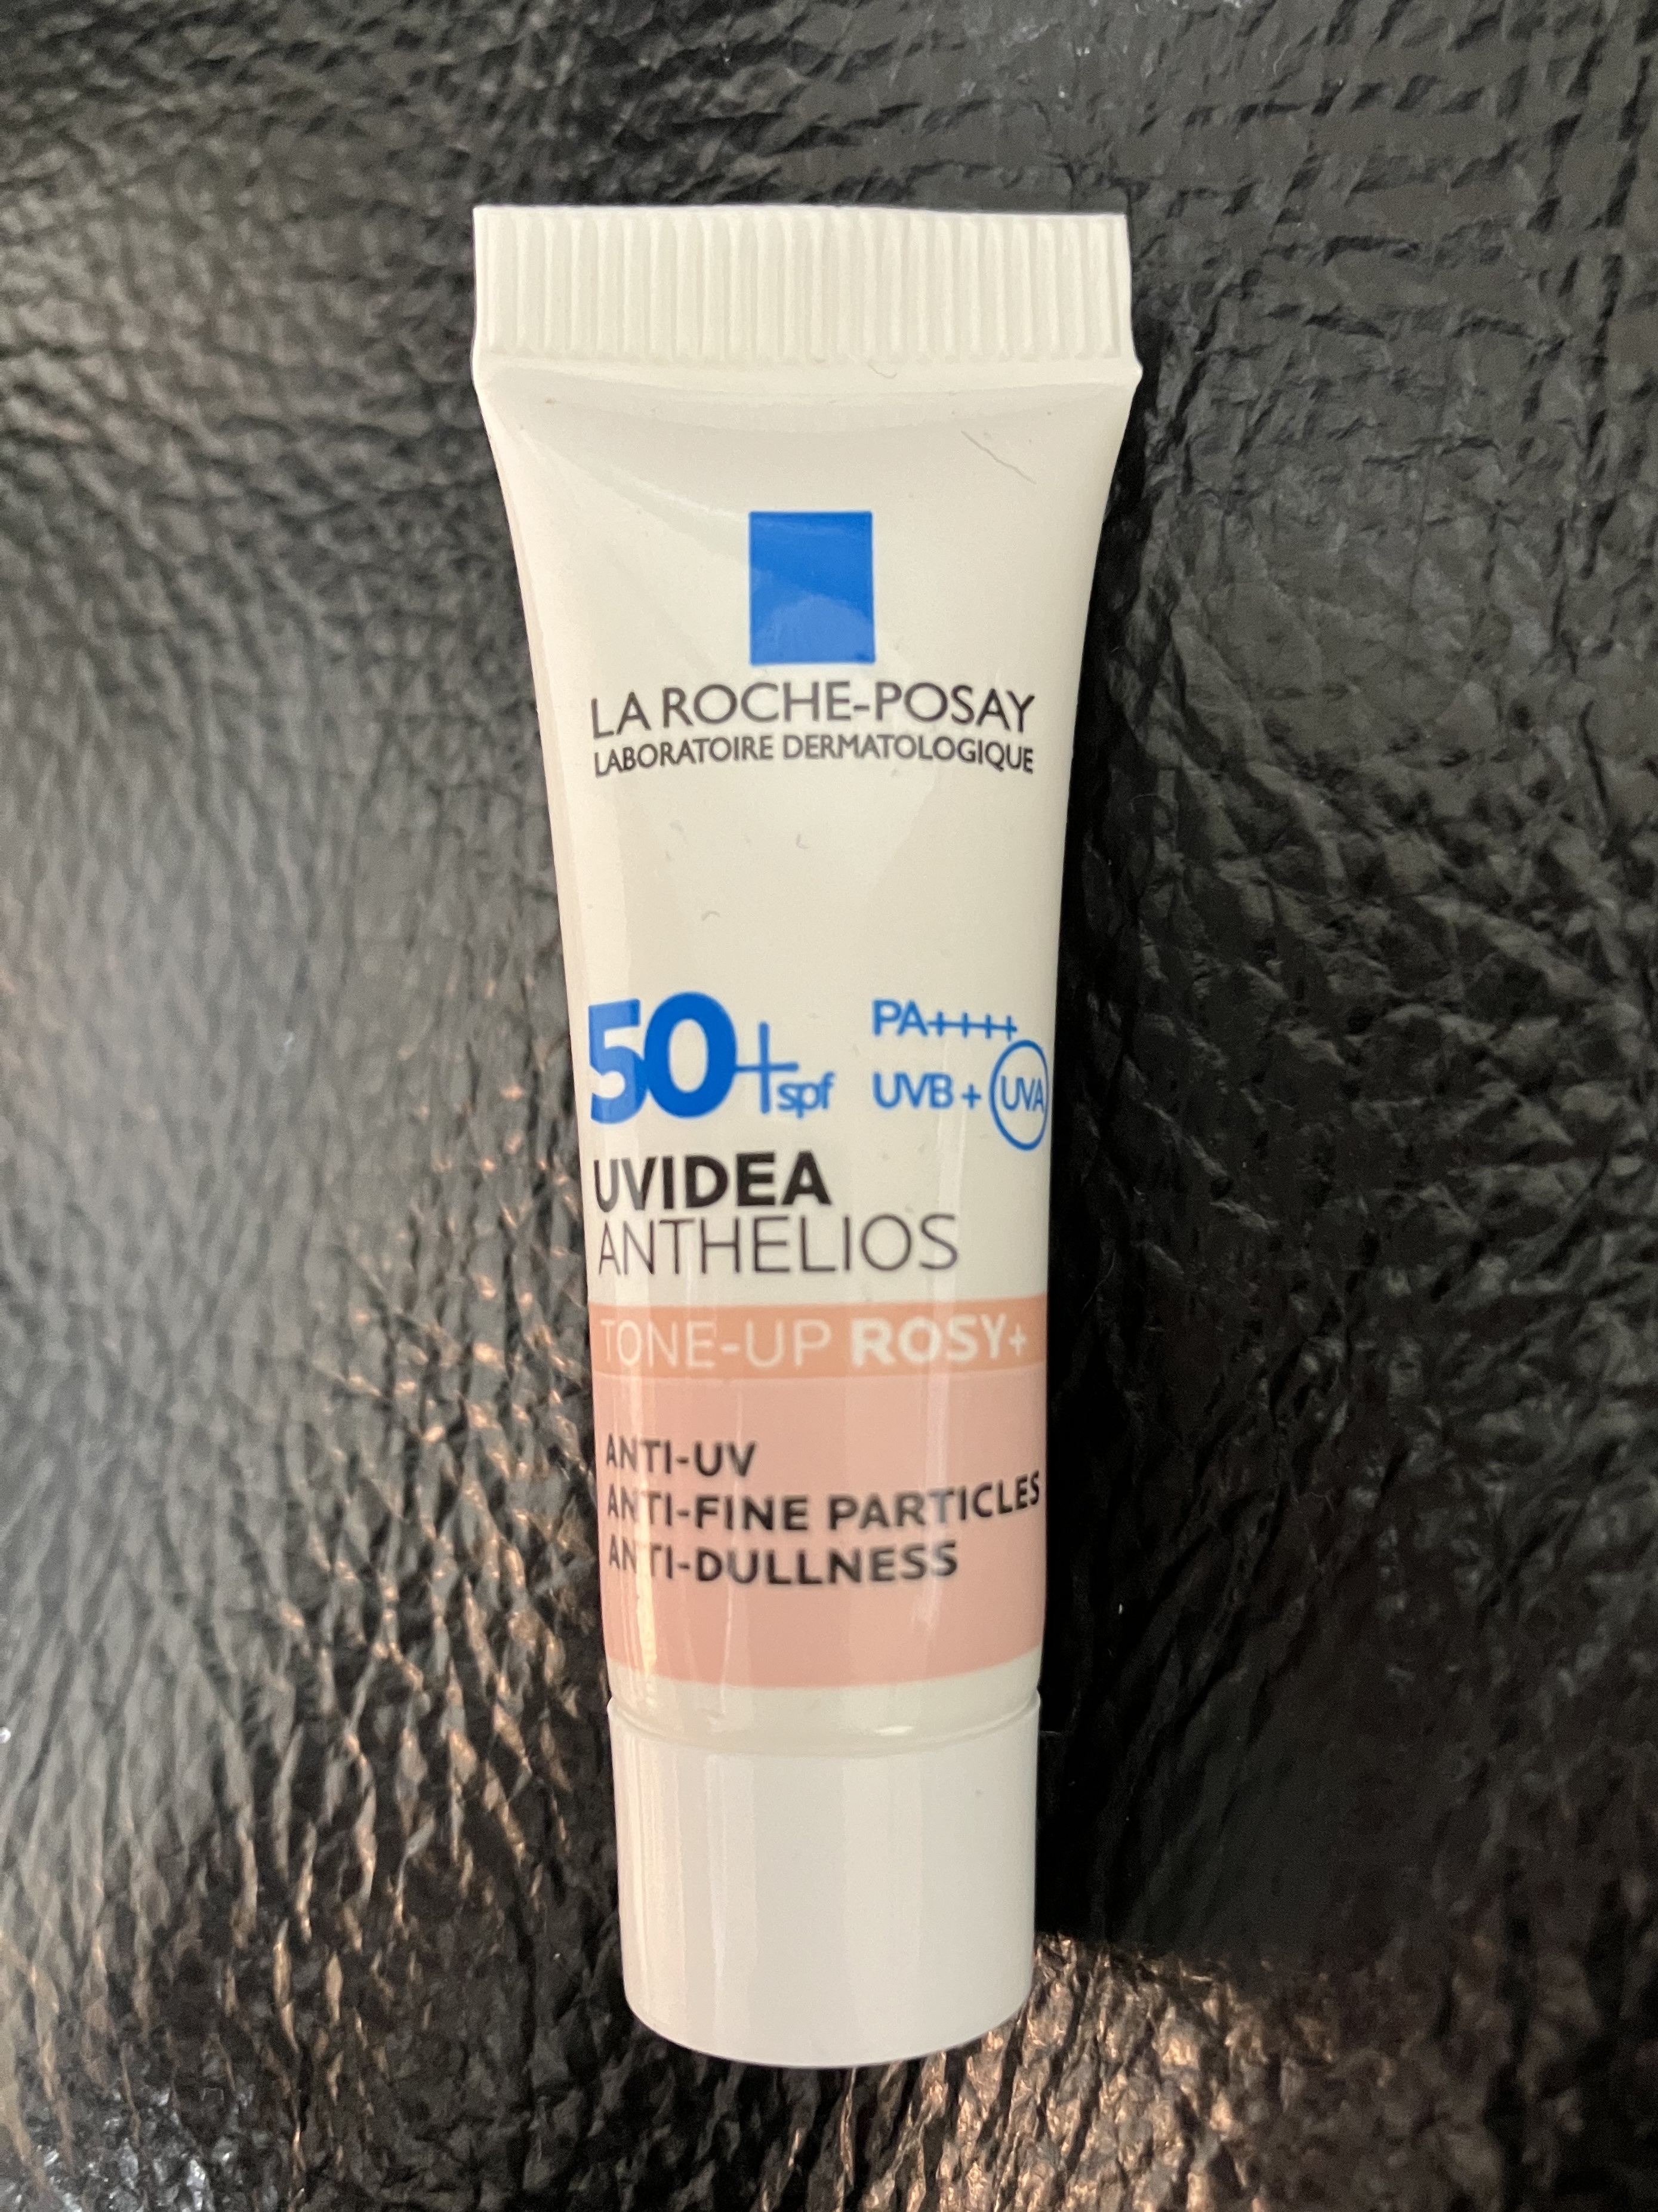 LA ROCHE-POSAY
LABORATOIRE DERMATOLOGIQUE
50+spf
PA++++
UVB + UVA
UVIDEA
ANTHELIOS
TONE-UP ROSY+
ANTI-UV
ANTI-FINE PARTICLES
ANTI-DULLNESS